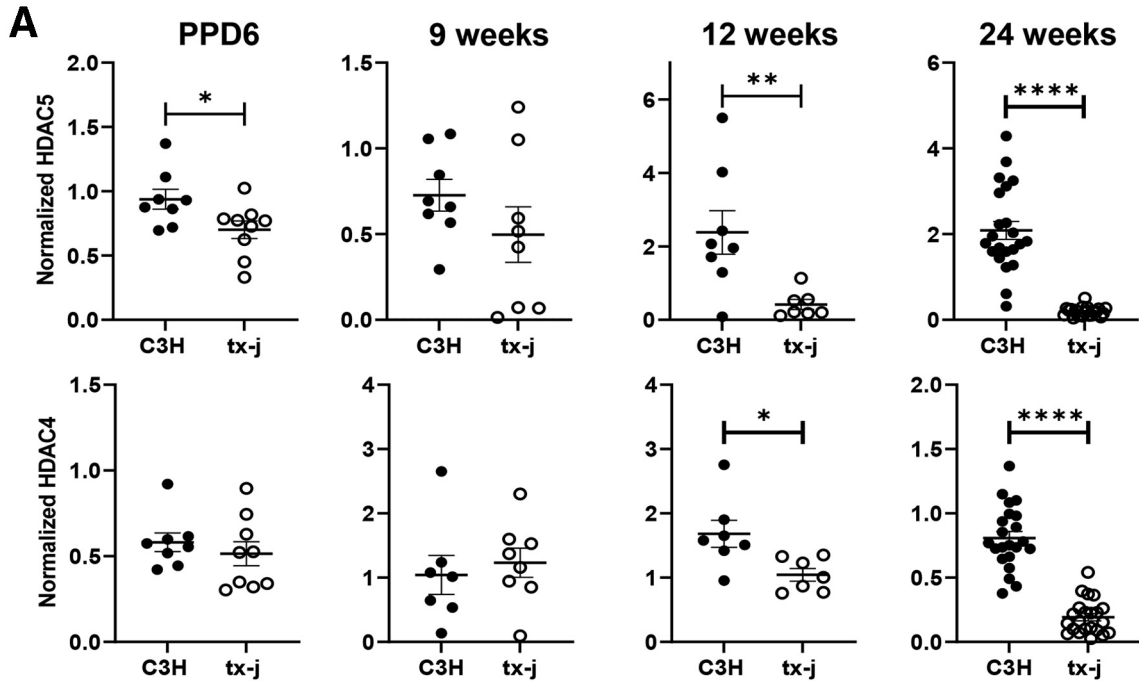 A
PPD6
9 weeks
12 weeks
24 weeks
Normalized HDAC5
2.0
1.5
1.0
0.5
0.0
*
C3H
tx-j
1.5
1.0
0.5
0.0
C3H
tx-j
6
4
2
0
**
C3H
tx-j
6
4
2
0
****
C3H
tx-j
Normalized HDAC4
1.5
1.0
0.5
0.0
C3H
tx-j
4
3
2
1
0
C3H
tx-j
4
3
2
1
0
*
C3H
tx-j
2.0
1.5
1.0
0.5
0.0
****
C3H
tx-j